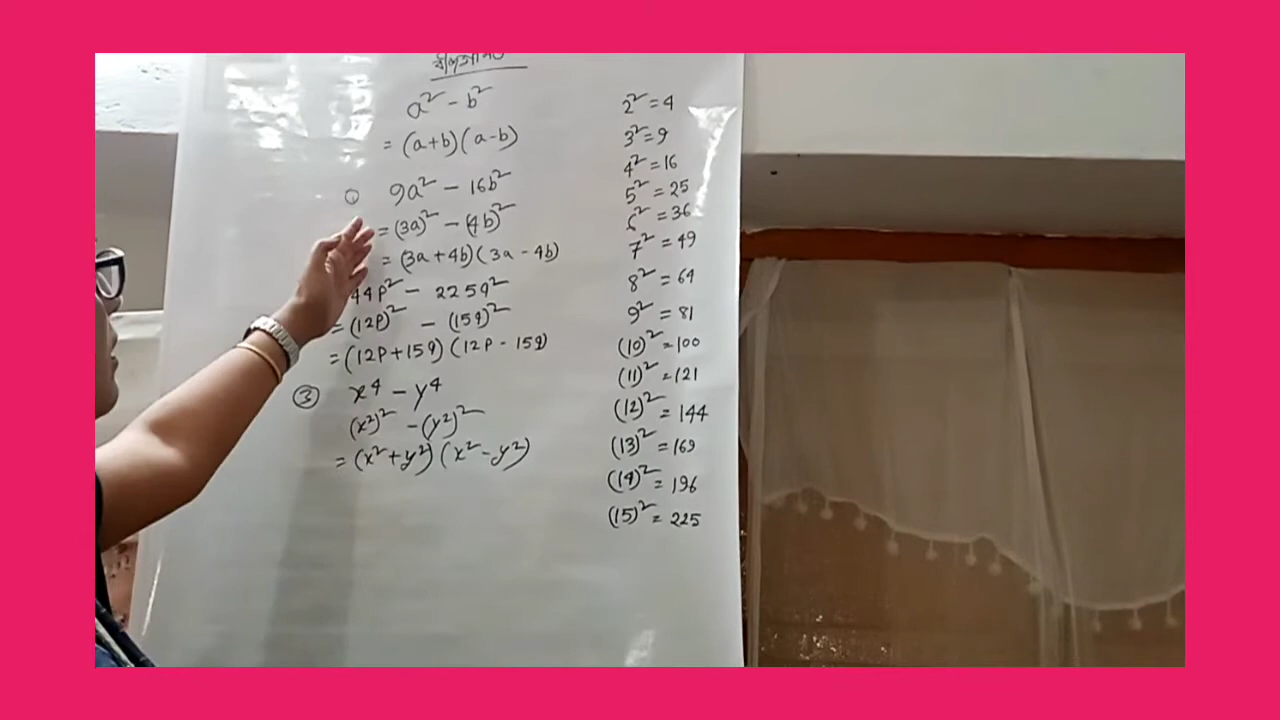 a² - b²
= (a+b)(a-b)
① 9a² - 16b²
= (3a)² - (4b)²
= (3a+4b)(3a-4b)
44p² - 225q²
= (12p)² - (15q)²
= (12p+15q)(12p-15q)
③ x⁴ - y⁴
(x²)² - (y²)²
= (x²+y²)(x²-y²)
2² = 4
3² = 9
4² = 16
5² = 25
6² = 36
7² = 49
8² = 64
9² = 81
(10)² = 100
(11)² = 121
(12)² = 144
(13)² = 169
(14)² = 196
(15)² = 225